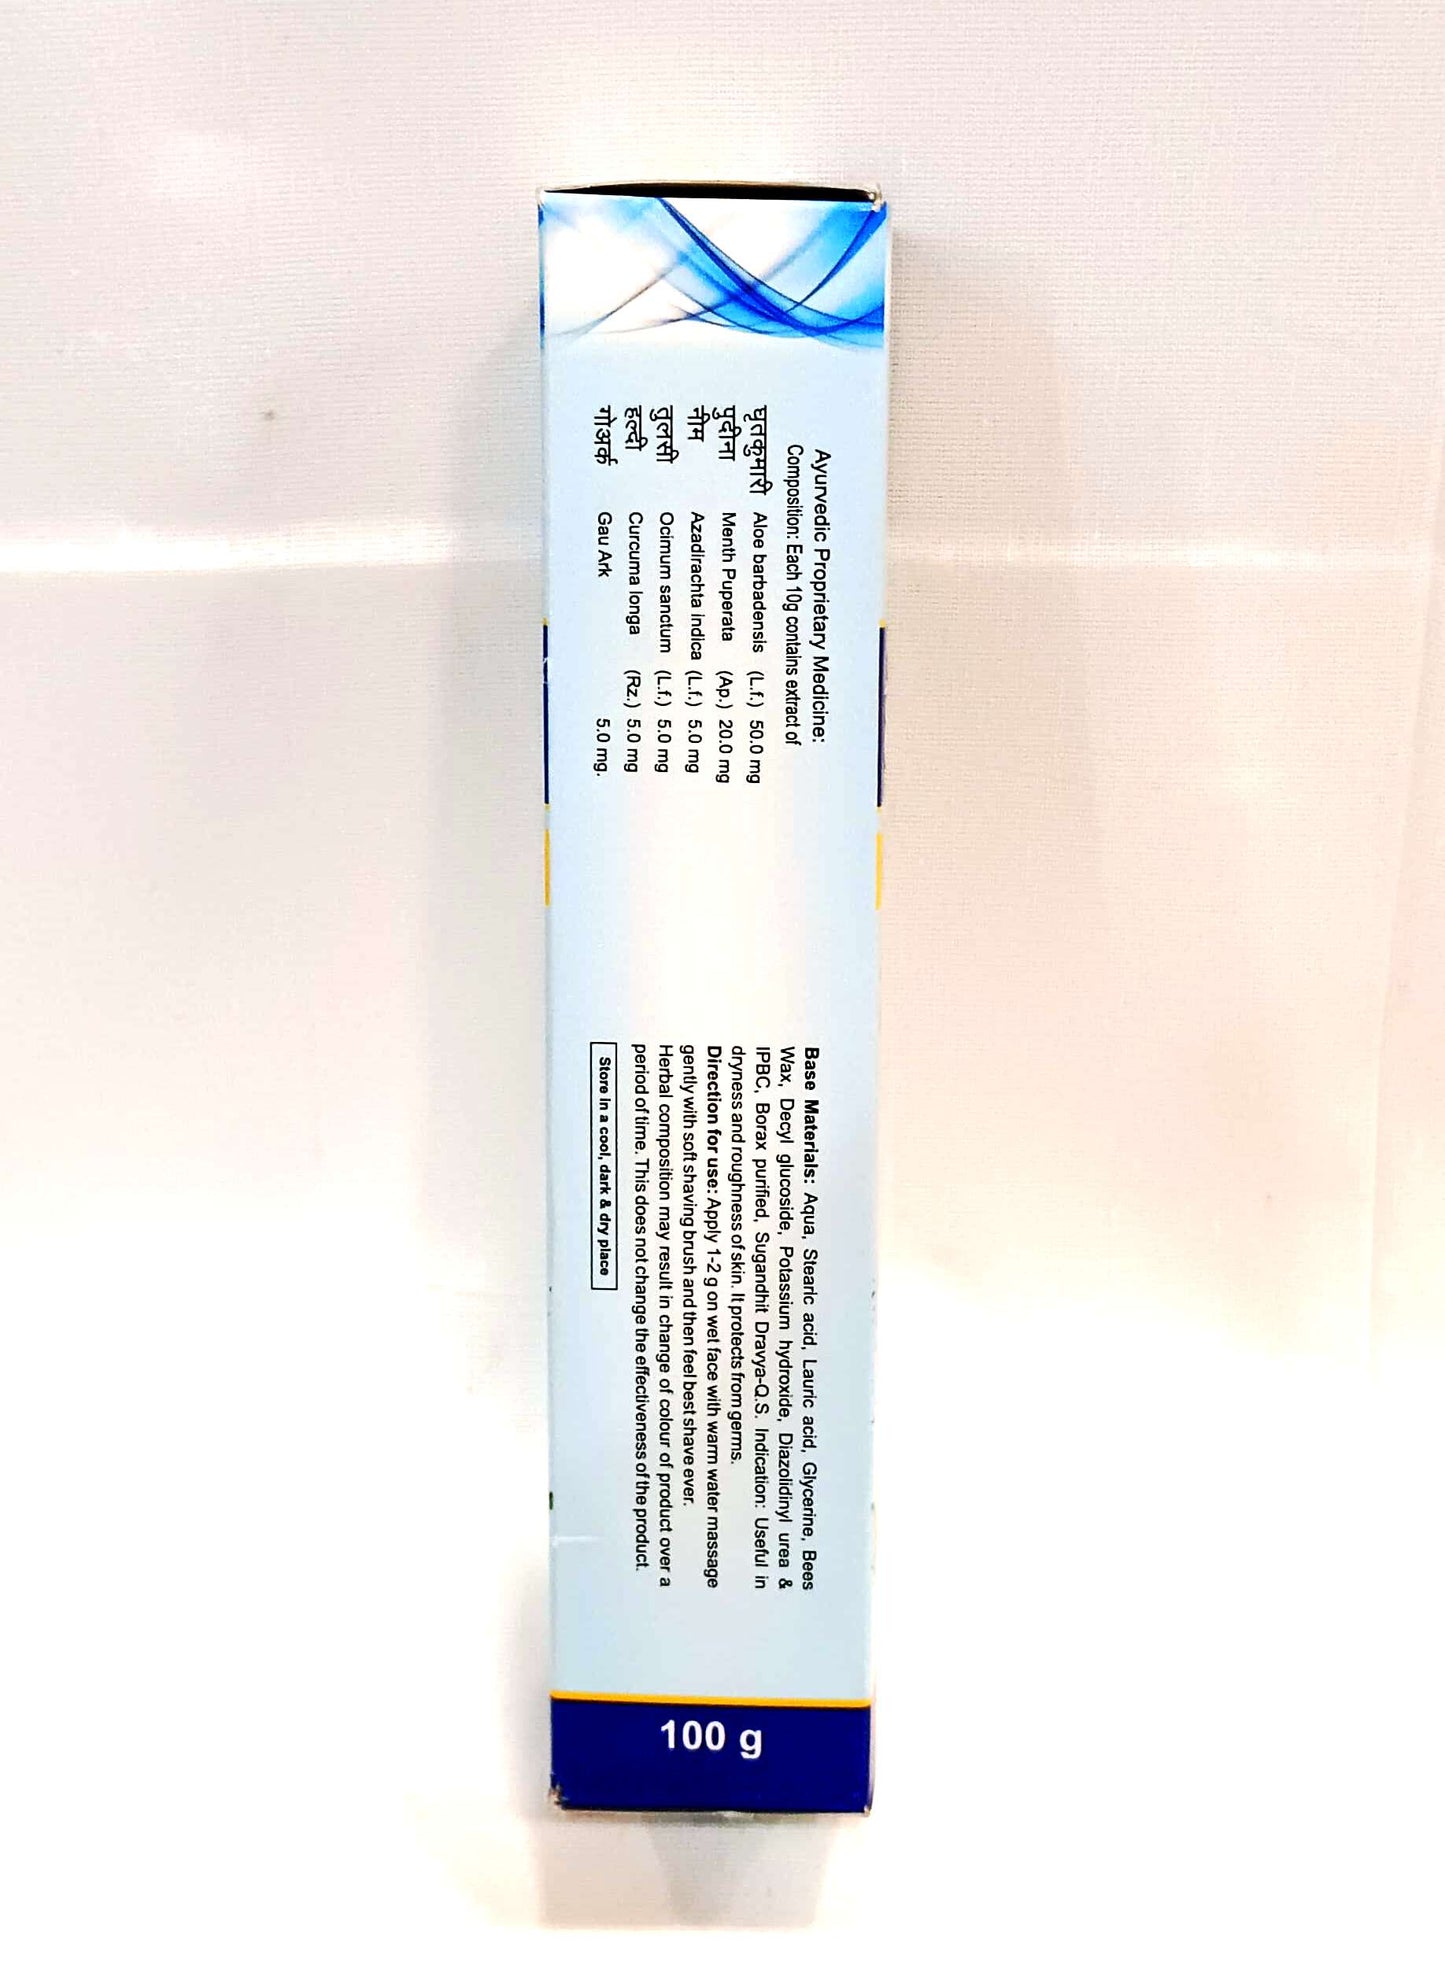 Ayurvedic Proprietary Medicine:
Composition: Each 10g contains extract of
घृतकुमारी Aloe barbadensis (L.f.) 50.0 mg
पुदीना Menth Puperata (Ap.) 20.0 mg
नीम Azadirachta indica (L.f.) 5.0 mg
तुलसी Ocimum sanctum (L.f.) 5.0 mg
हल्दी Curcuma longa (Rz.) 5.0 mg
गोअर्क Gau Ark 5.0 mg.
Base Materials: Aqua, Stearic acid, Lauric acid, Glycerine, Bees
Wax, Decyl glucoside, Potassium hydroxide, Diazolidinyl urea &
IPBC, Borax purified, Sugandhit Dravya-Q.S. Indication: Useful in
dryness and roughness of skin. It protects from germs.
Direction for use: Apply 1-2 g on wet face with warm water massage
gently with soft shaving brush and then feel best shave ever.
Herbal composition may result in change of colour of product over a
period of time. This does not change the effectiveness of the product.
Store in a cool, dark & dry place
100 g